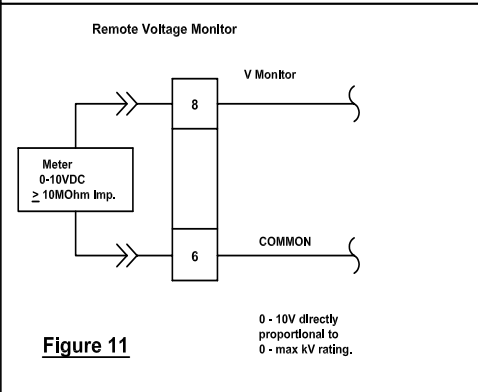 Remote Voltage Monitor
V Monitor
8
Meter
0-10VDC
≥ 10MOhm Imp.
6
COMMON
0 - 10V directly
proportional to
0 - max kV rating.
Figure 11